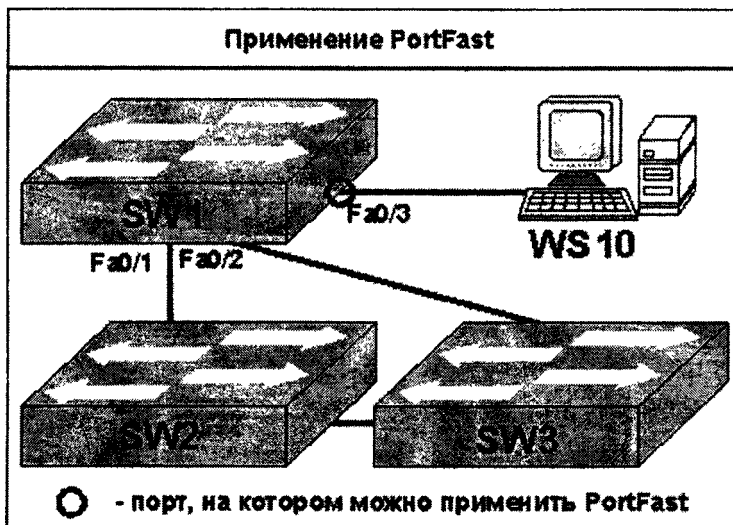 Применение PortFast
SW1
Fa0/3
WS 10
Fa0/1
Fa0/2
SW2
SW3
- порт, на котором можно применить PortFast